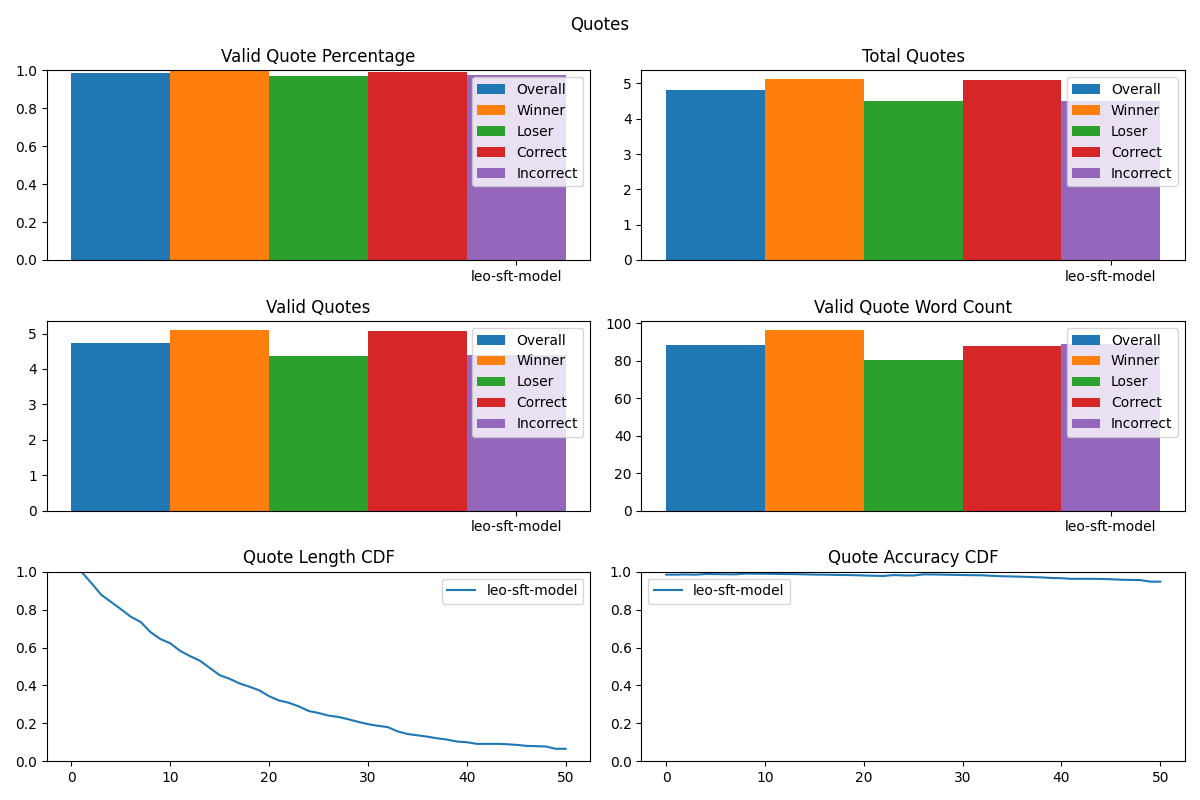 Quotes
Valid Quote Percentage
1.0
0.8
0.6
0.4
0.2
0.0
Overall
Winner
Loser
Correct
Incorrect
leo-sft-model
Total Quotes
5
4
3
2
1
0
Overall
Winner
Loser
Correct
Incorrect
leo-sft-model
Valid Quotes
5
4
3
2
1
0
Overall
Winner
Loser
Correct
Incorrect
leo-sft-model
Valid Quote Word Count
100
80
60
40
20
0
Overall
Winner
Loser
Correct
Incorrect
leo-sft-model
Quote Length CDF
1.0
0.8
0.6
0.4
0.2
0.0
leo-sft-model
0 10 20 30 40 50
Quote Accuracy CDF
1.0
0.8
0.6
0.4
0.2
0.0
leo-sft-model
0 10 20 30 40 50